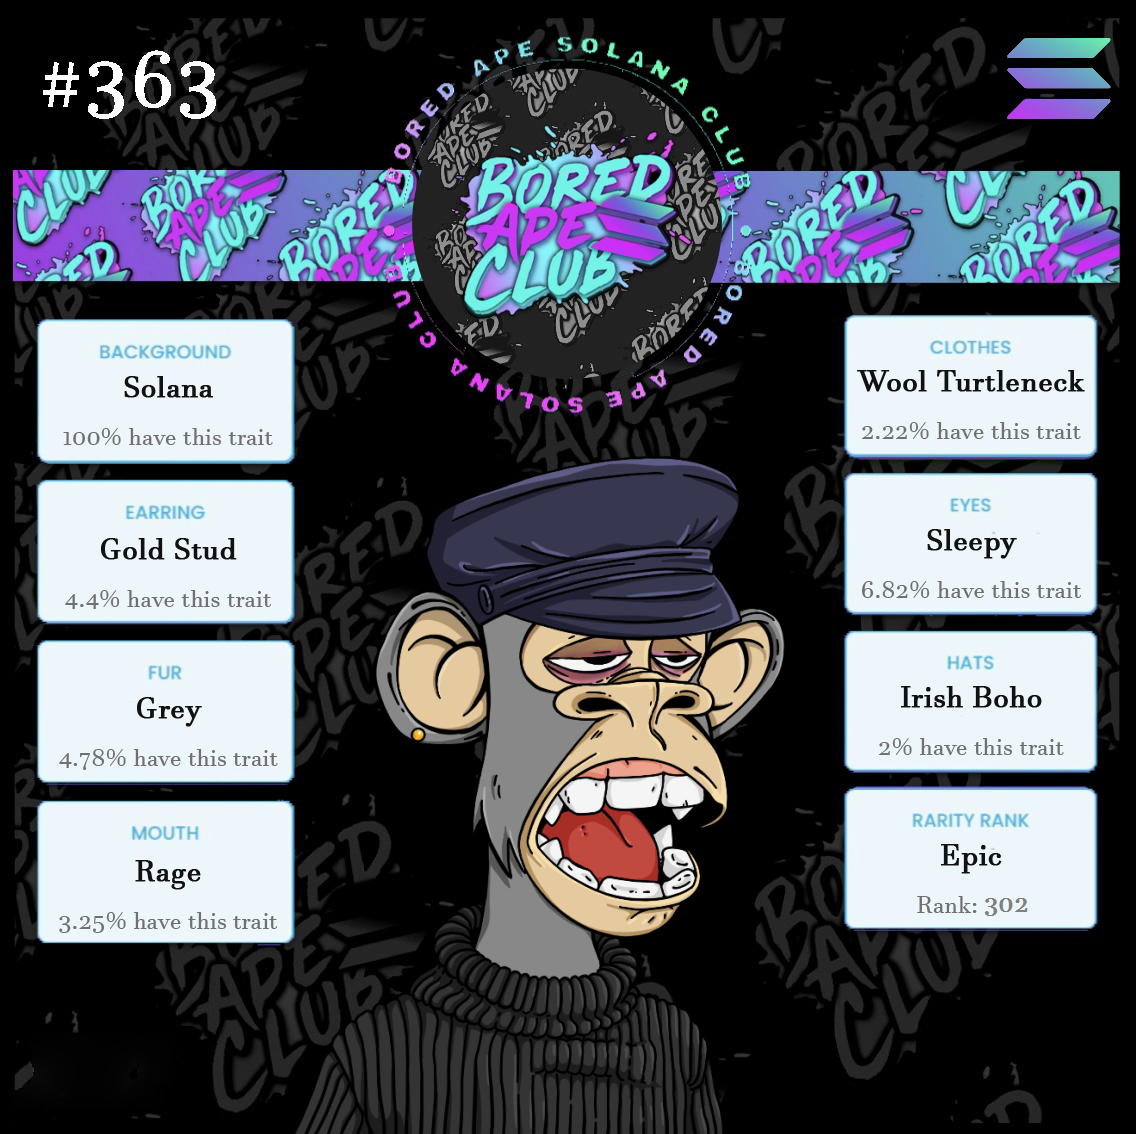 #363
BORED APE SOLANA CLUB
BORED APE SOLANA CLUB
BORED
APE
CLUB
BACKGROUND
Solana
100% have this trait
EARRING
Gold Stud
4.4% have this trait
FUR
Grey
4.78% have this trait
MOUTH
Rage
3.25% have this trait
CLOTHES
Wool Turtleneck
2.22% have this trait
EYES
Sleepy
6.82% have this trait
HATS
Irish Boho
2% have this trait
RARITY RANK
Epic
Rank: 302